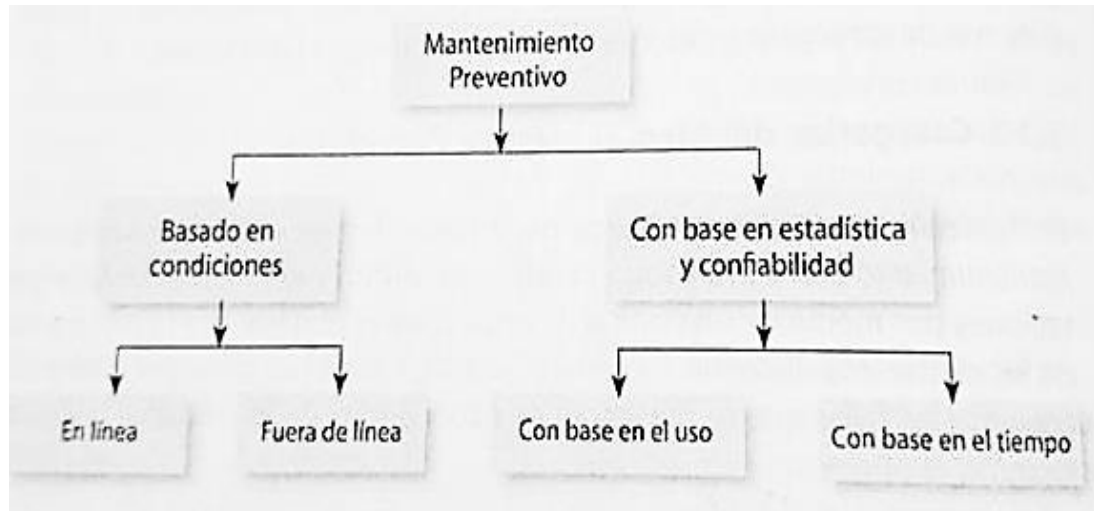 Mantenimiento
Preventivo
Basado en
condiciones
Con base en estadística
y confiabilidad
En línea
Fuera de línea
Con base en el uso
Con base en el tiempo